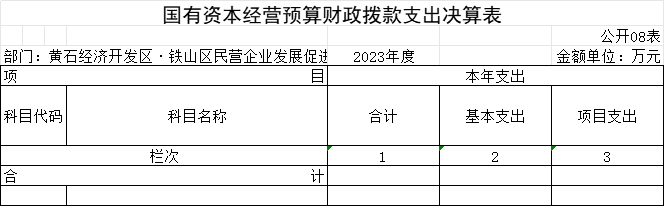 国有资本经营预算财政拨款支出决算表
公开08表
部门：黄石经济开发区·铁山区民营企业发展促进 2023年度 金额单位：万元
项 目 本年支出
科目代码 科目名称 合计 基本支出 项目支出
栏次 1 2 3
合 计